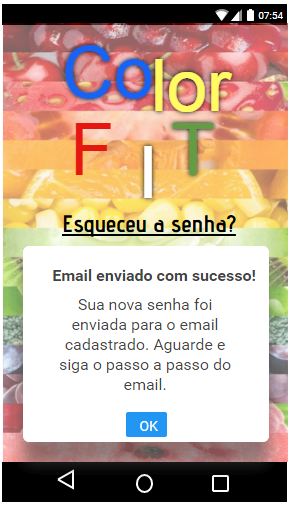 07:54
Color
F I T
Esqueceu a senha?
Email enviado com sucesso!
Sua nova senha foi
enviada para o email
cadastrado. Aguarde e
siga o passo a passo do
email.
OK